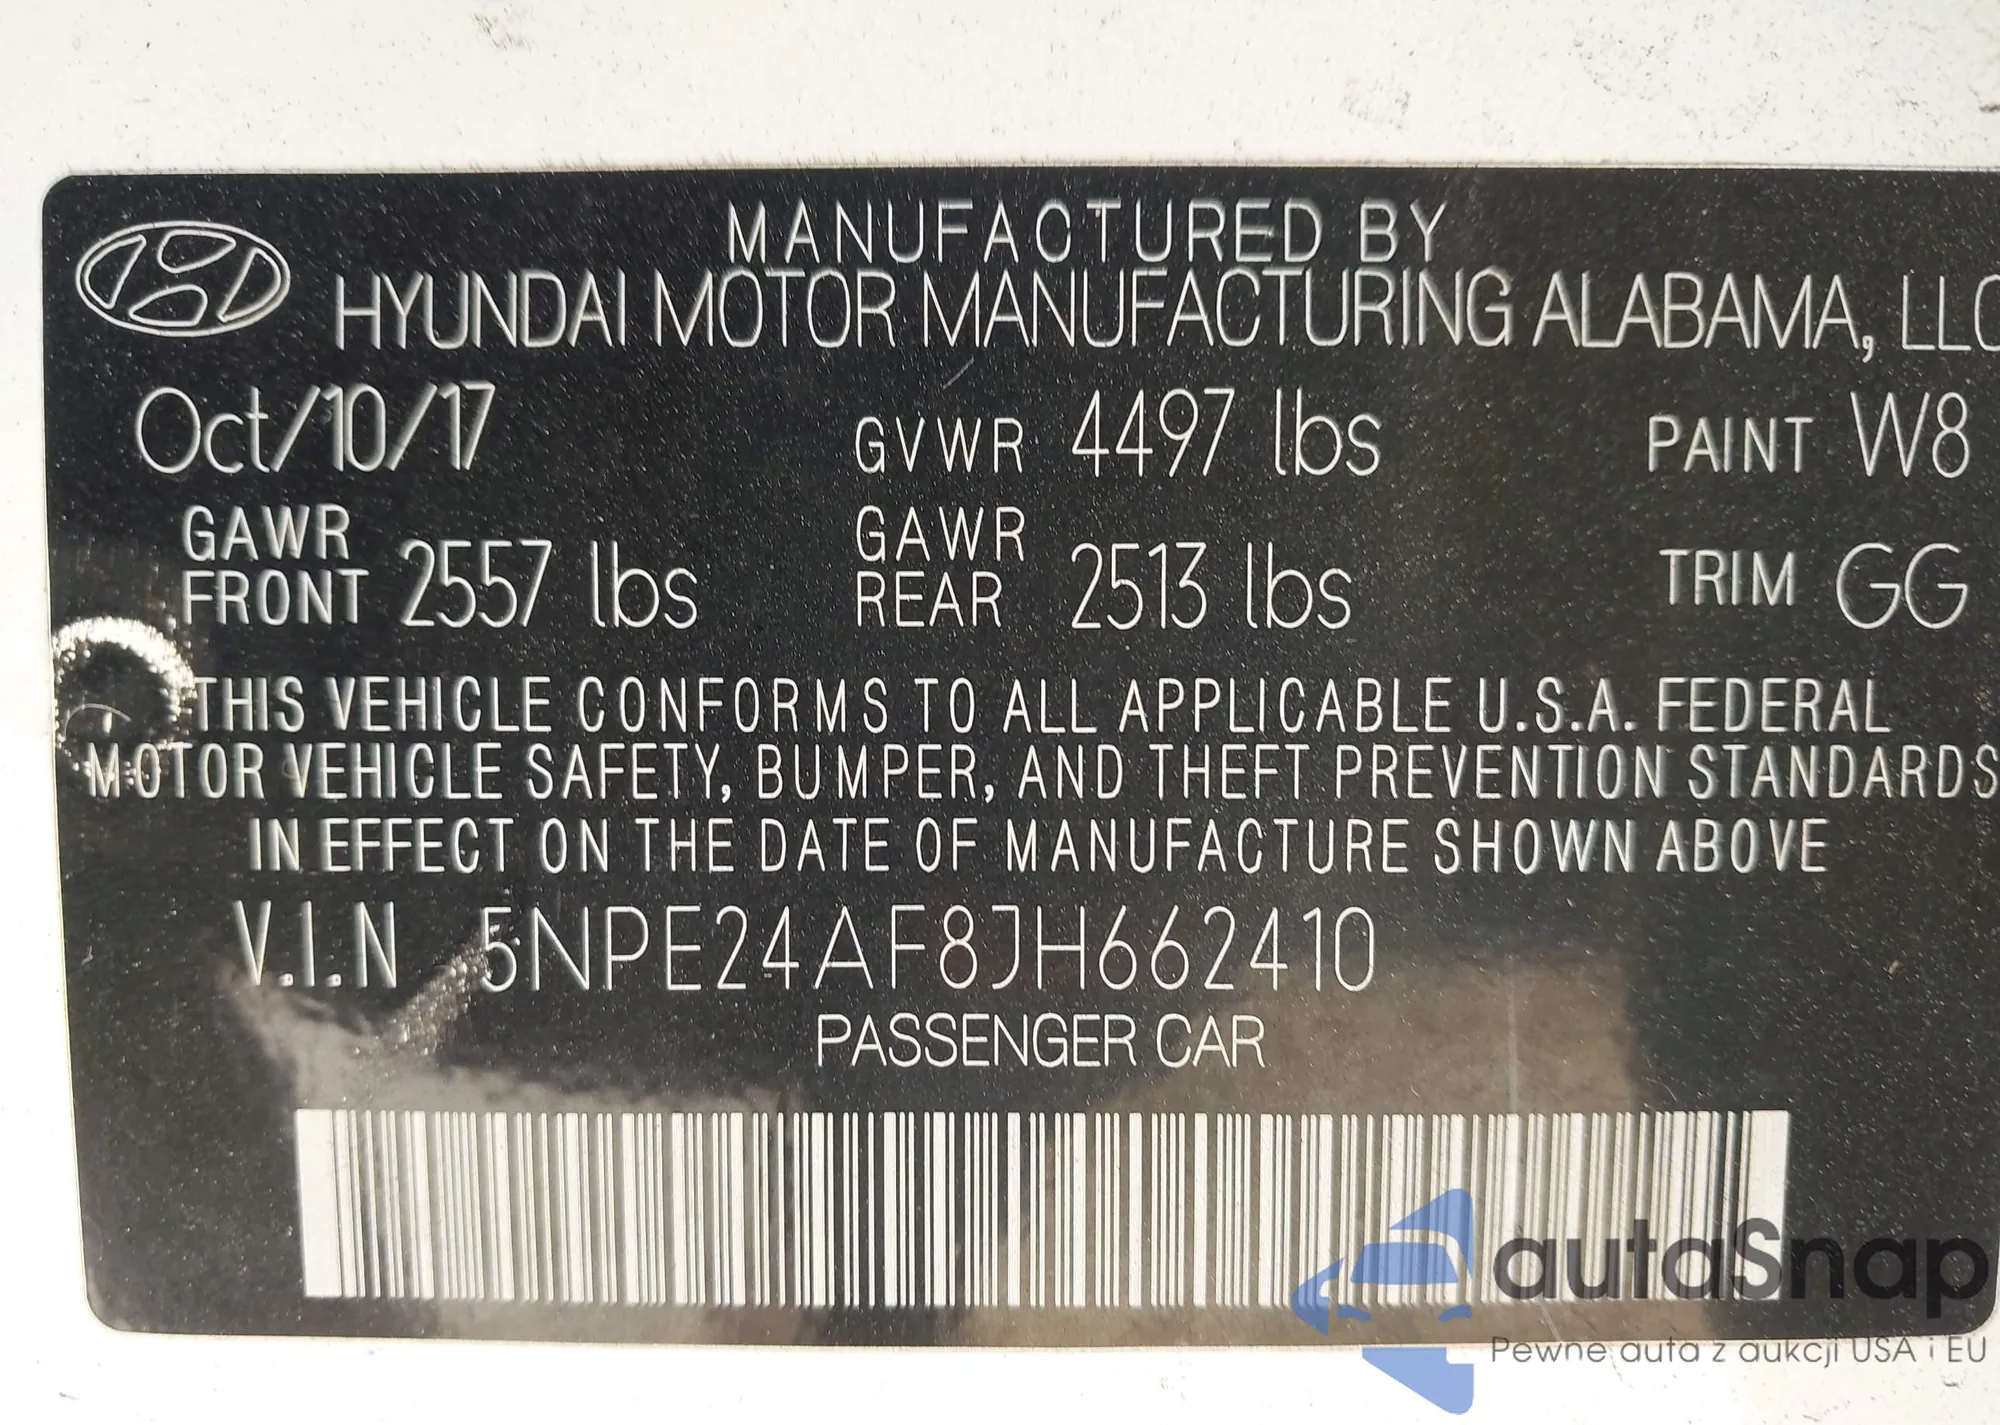 MANUFACTURED BY
HYUNDAI MOTOR MANUFACTURING ALABAMA, LLC
Oct/10/17 GVWR 4497 lbs PAINT W8
GAWR FRONT 2557 lbs GAWR REAR 2513 lbs TRIM GG
THIS VEHICLE CONFORMS TO ALL APPLICABLE U.S.A. FEDERAL
MOTOR VEHICLE SAFETY, BUMPER, AND THEFT PREVENTION STANDARDS
IN EFFECT ON THE DATE OF MANUFACTURE SHOWN ABOVE
V.I.N 5NPE24AF8JH662410
PASSENGER CAR
autaSnap
Pewne auta z aukcji USA i EU